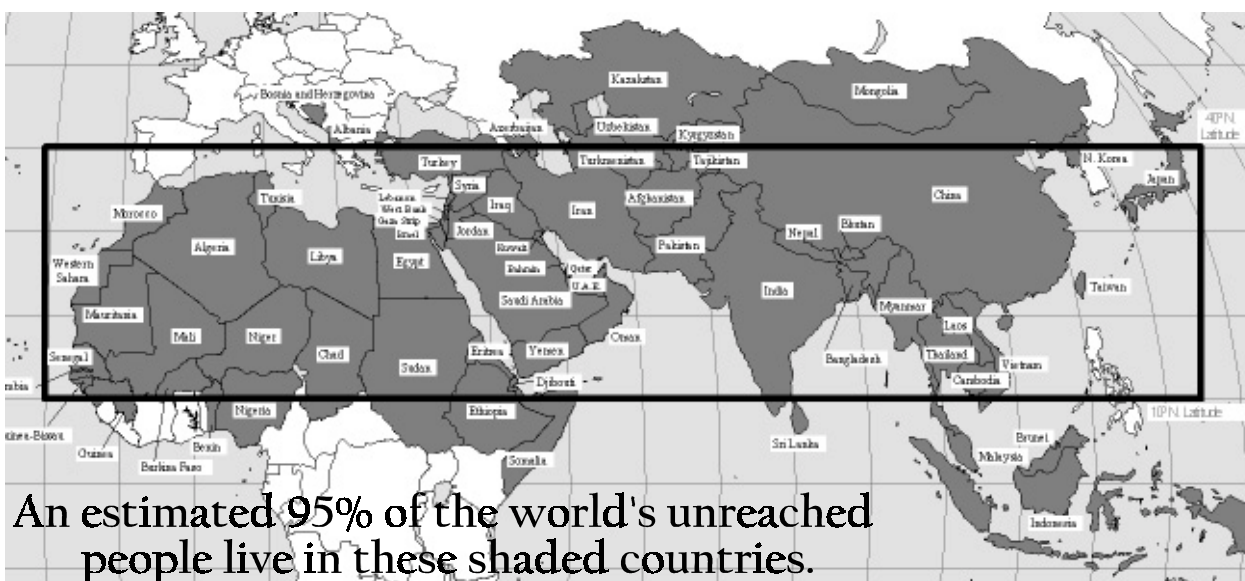 Kazakstan
Mongolia
Bosnia and Herzegovina
40°N.
Latitude
Albania
Azerbaijan
Uzbekistan
Kyrgyzstan
Turkey
Turkmenistan
Tajikistan
N. Korea
Japan
Syria
Tunisia
Lebanon
West Bank
Gaza Strip
Israel
Iraq
Iran
Afghanistan
China
Morocco
Jordan
Algeria
Libya
Egypt
Kuwait
Pakistan
Nepal
Bhutan
Western
Sahara
Bahrain
Qatar
U.A.E.
Saudi Arabia
India
Taiwan
Mauritania
Myanmar
Mali
Niger
Laos
Oman
Senegal
Chad
Sudan
Eritrea
Yemen
Bangladesh
Thailand
Vietnam
Cambodia
Djibouti
Nigeria
Ethiopia
10°N. Latitude
Guinea
Benin
Burkina Faso
Somalia
Sri Lanka
Brunei
Malaysia
Indonesia
An estimated 95% of the world's unreached
people live in these shaded countries.